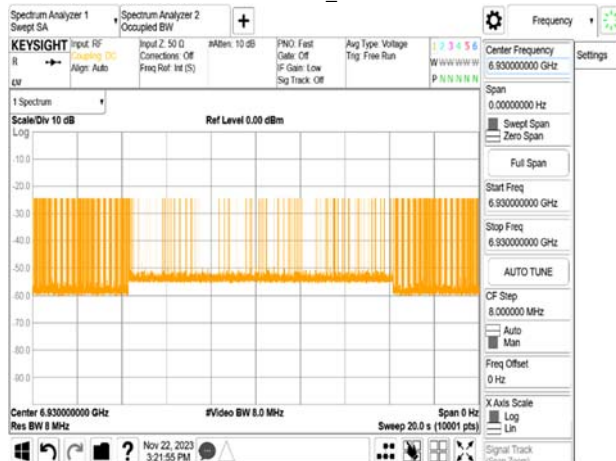 Spectrum Analyzer 1
Swept SA
Spectrum Analyzer 2
Occupied BW
+
Frequency
KEYSIGHT
R
Input: RF
Coupling: DC
Align: Auto
Input Z: 50 Ω
Corrections: Off
Freq Ref: Int (S)
#Atten: 10 dB
PNO: Fast
Gate: Off
IF Gain: Low
Sig Track: Off
Avg Type: Voltage
Trig: Free Run
1 2 3 4 5 6
W W W W W W
P N N N N N
1 Spectrum
Scale/Div 10 dB
Ref Level 0.00 dBm
Log
-10.0
-20.0
-30.0
-40.0
-50.0
-60.0
-70.0
-80.0
-90.0
Center 6.930000000 GHz
Res BW 8 MHz
#Video BW 8.0 MHz
Span 0 Hz
Sweep 20.0 s (10001 pts)
Nov 22, 2023
3:21:55 PM
?
Center Frequency
6.930000000 GHz
Settings
Span
0.00000000 Hz
Swept Span
Zero Span
Full Span
Start Freq
6.930000000 GHz
Stop Freq
6.930000000 GHz
AUTO TUNE
CF Step
8.000000 MHz
Auto
Man
Freq Offset
0 Hz
X Axis Scale
Log
Lin
Signal Track